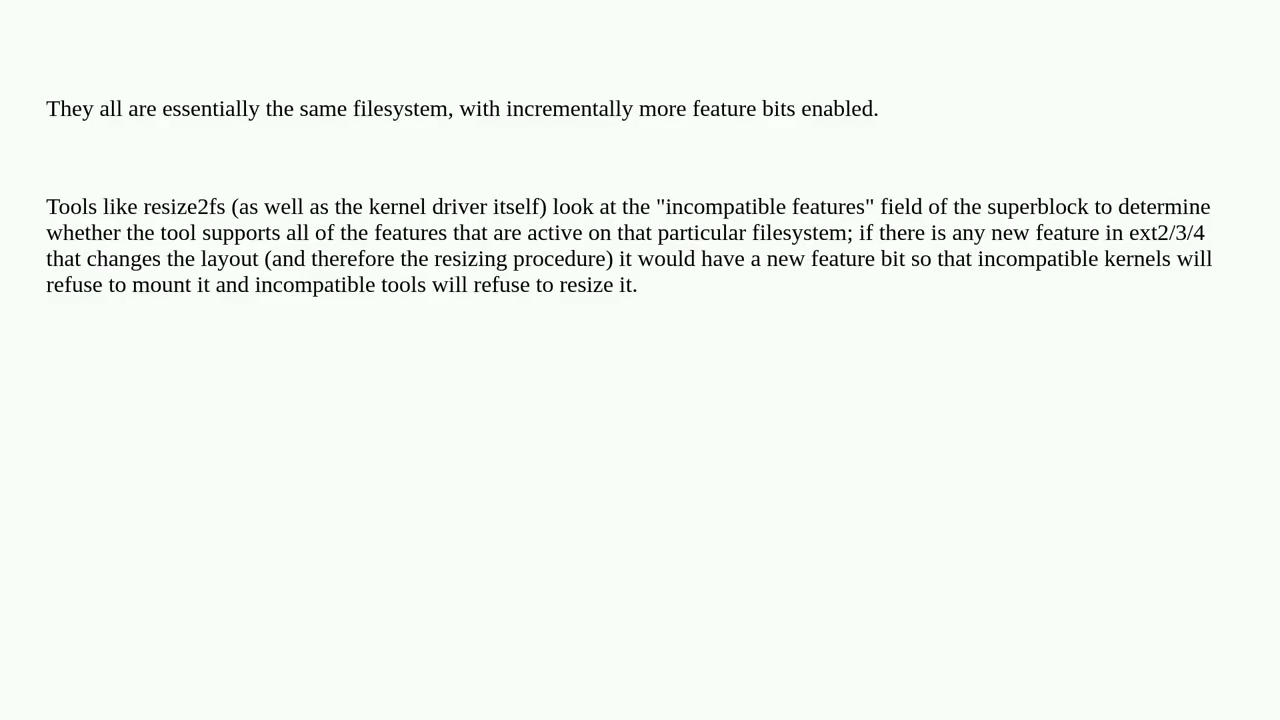 They all are essentially the same filesystem, with incrementally more feature bits enabled.
Tools like resize2fs (as well as the kernel driver itself) look at the "incompatible features" field of the superblock to determine
whether the tool supports all of the features that are active on that particular filesystem; if there is any new feature in ext2/3/4
that changes the layout (and therefore the resizing procedure) it would have a new feature bit so that incompatible kernels will
refuse to mount it and incompatible tools will refuse to resize it.